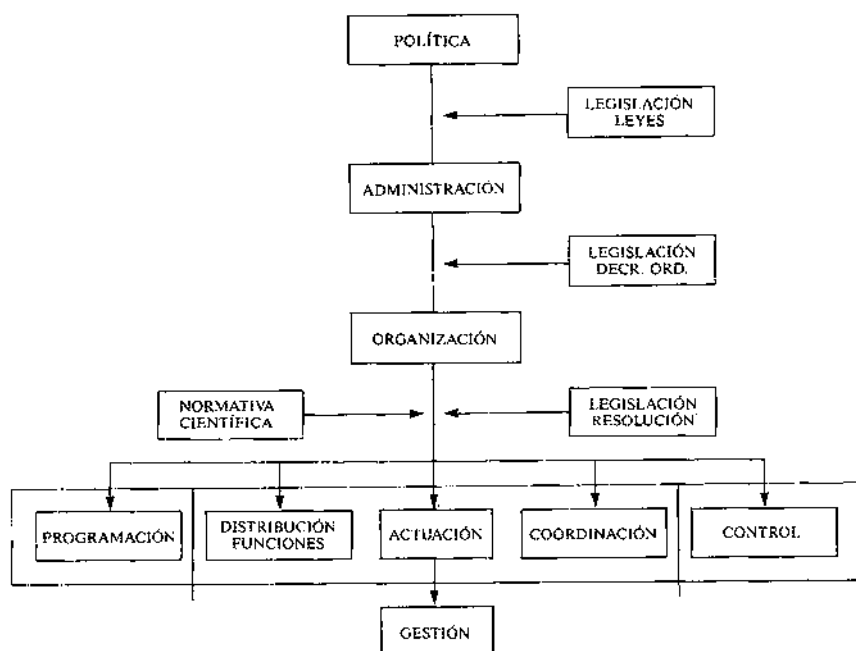 POLÍTICA
LEGISLACIÓN
LEYES
ADMINISTRACIÓN
LEGISLACIÓN
DECR. ORD.
ORGANIZACIÓN
NORMATIVA
CIENTÍFICA
LEGISLACIÓN
RESOLUCIÓN
PROGRAMACIÓN
DISTRIBUCIÓN
FUNCIONES
ACTUACIÓN
COORDINACIÓN
CONTROL
GESTIÓN